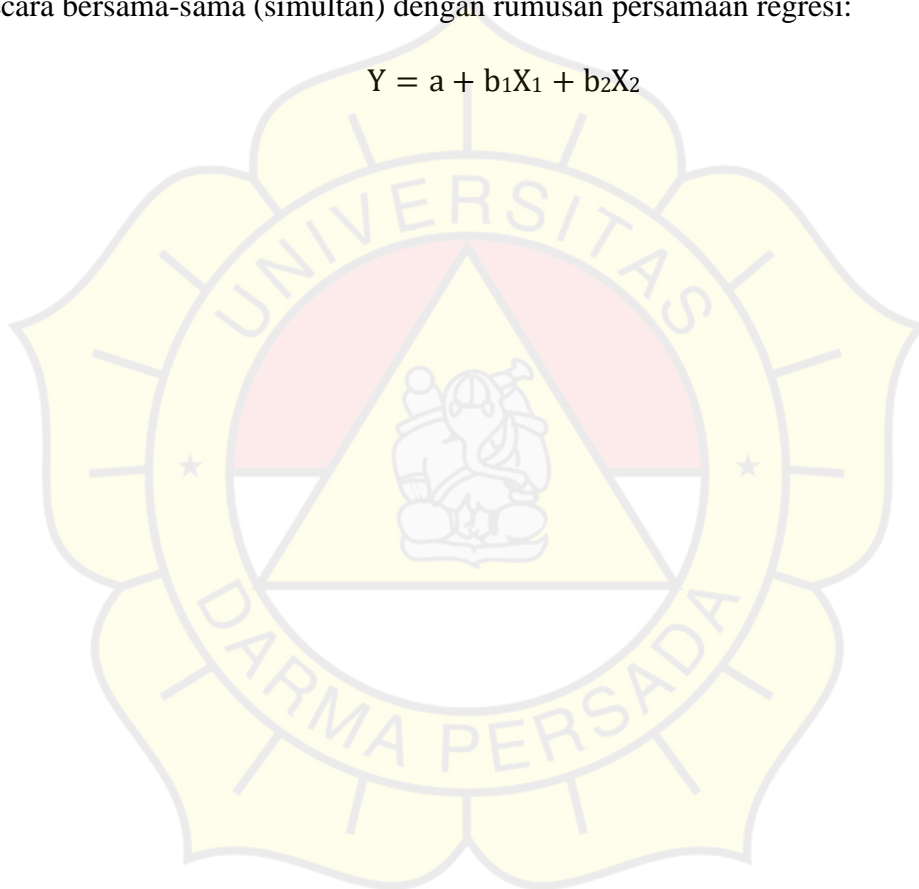 cara bersama-sama (simultan) dengan rumusan persamaan regresi:
Y = a + b1X1 + b2X2
UNIVERSITAS
DARMA PERSADA